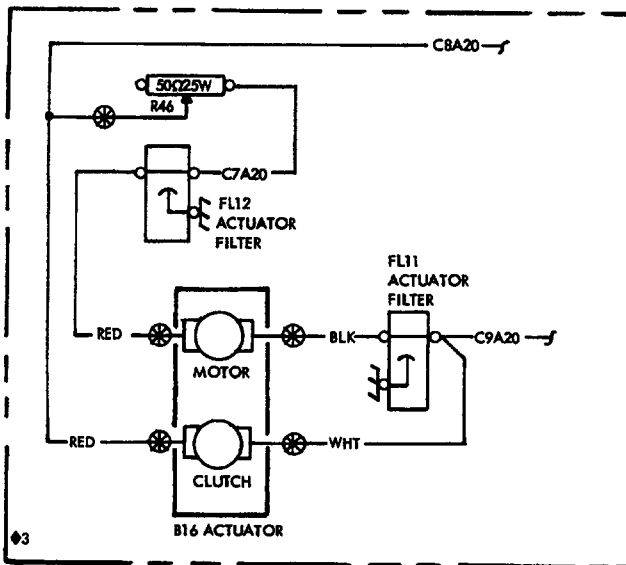 C8A20
50Ω25W
R46
C7A20
FL12
ACTUATOR
FILTER
FL11
ACTUATOR
FILTER
RED
BLK
C9A20
MOTOR
RED
WHT
CLUTCH
B16 ACTUATOR
♦3